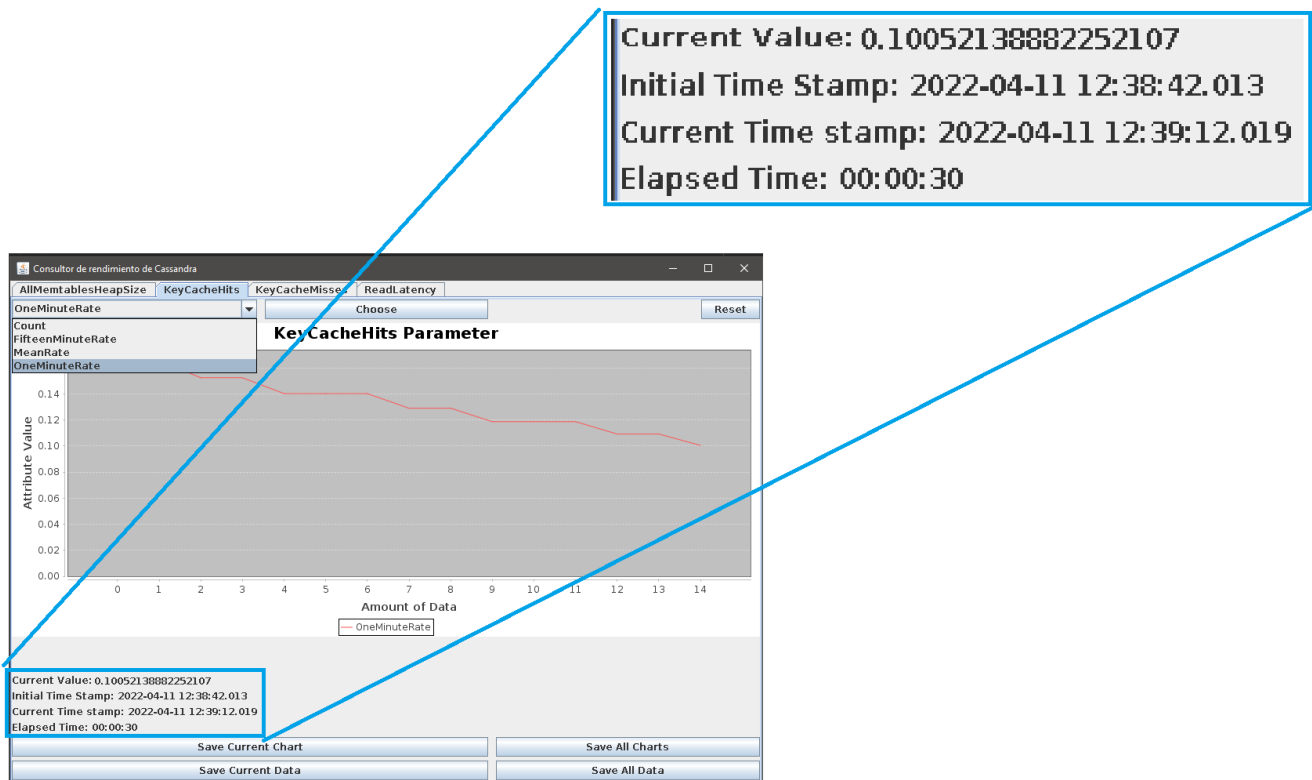 Current Value: 0.10052138882252107
Initial Time Stamp: 2022-04-11 12:38:42.013
Current Time stamp: 2022-04-11 12:39:12.019
Elapsed Time: 00:00:30
Consultor de rendimiento de Cassandra
AllMemtablesHeapSize KeyCacheHits KeyCacheMisses ReadLatency
OneMinuteRate Choose Reset
Count
FifteenMinuteRate
MeanRate
OneMinuteRate
KeyCacheHits Parameter
0.14
0.12
0.10
0.08
0.06
0.04
0.02
0.00
Attribute Value
0 1 2 3 4 5 6 7 8 9 10 11 12 13 14
Amount of Data
OneMinuteRate
Current Value: 0.10052138882252107
Initial Time Stamp: 2022-04-11 12:38:42.013
Current Time stamp: 2022-04-11 12:39:12.019
Elapsed Time: 00:00:30
Save Current Chart Save All Charts
Save Current Data Save All Data